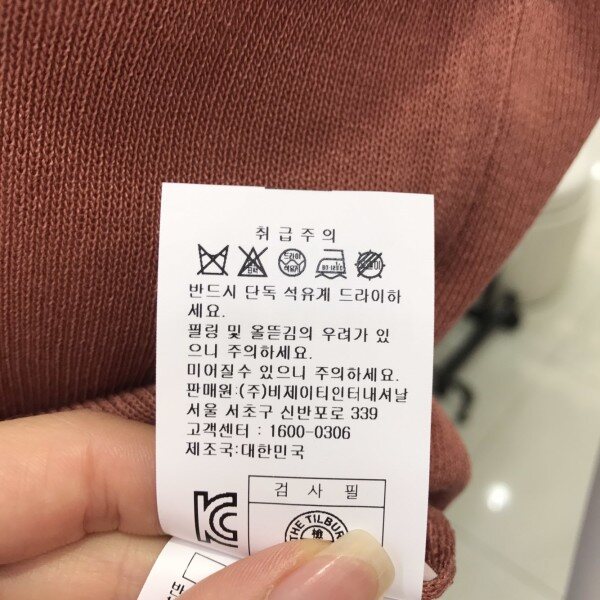 취급주의
드라이
석유계
반드시 단독 석유계 드라이하
세요.
필링 및 올뜯김의 우려가 있
으니 주의하세요.
미어질수 있으니 주의하세요.
판매원:(주)비제이티인터내셔날
서울 서초구 신반포로 339
고객센터 : 1600-0306
제조국:대한민국
검 사 필
THE TILBUR
檢